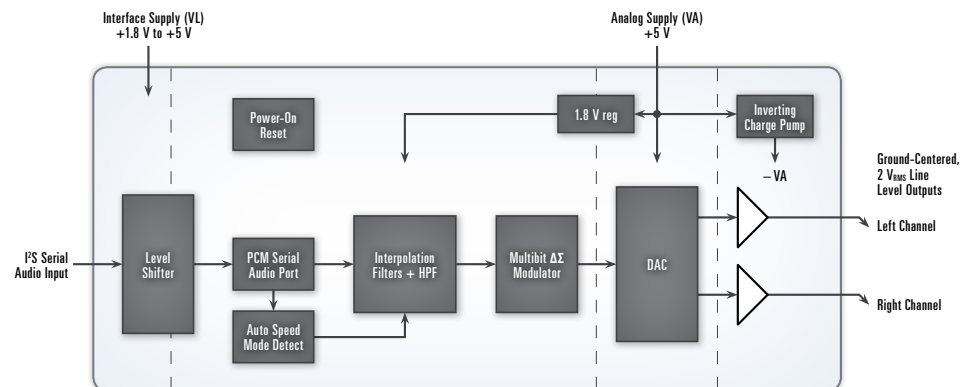 Interface Supply (VL)
+1.8 V to +5 V
Analog Supply (VA)
+5 V
Power-On
Reset
1.8 V reg
Inverting
Charge Pump
– VA
Ground-Centered,
2 VRMS Line
Level Outputs
Left Channel
I²S Serial
Audio Input
Level
Shifter
PCM Serial
Audio Port
Interpolation
Filters + HPF
Multibit ΔΣ
Modulator
DAC
Auto Speed
Mode Detect
Right Channel